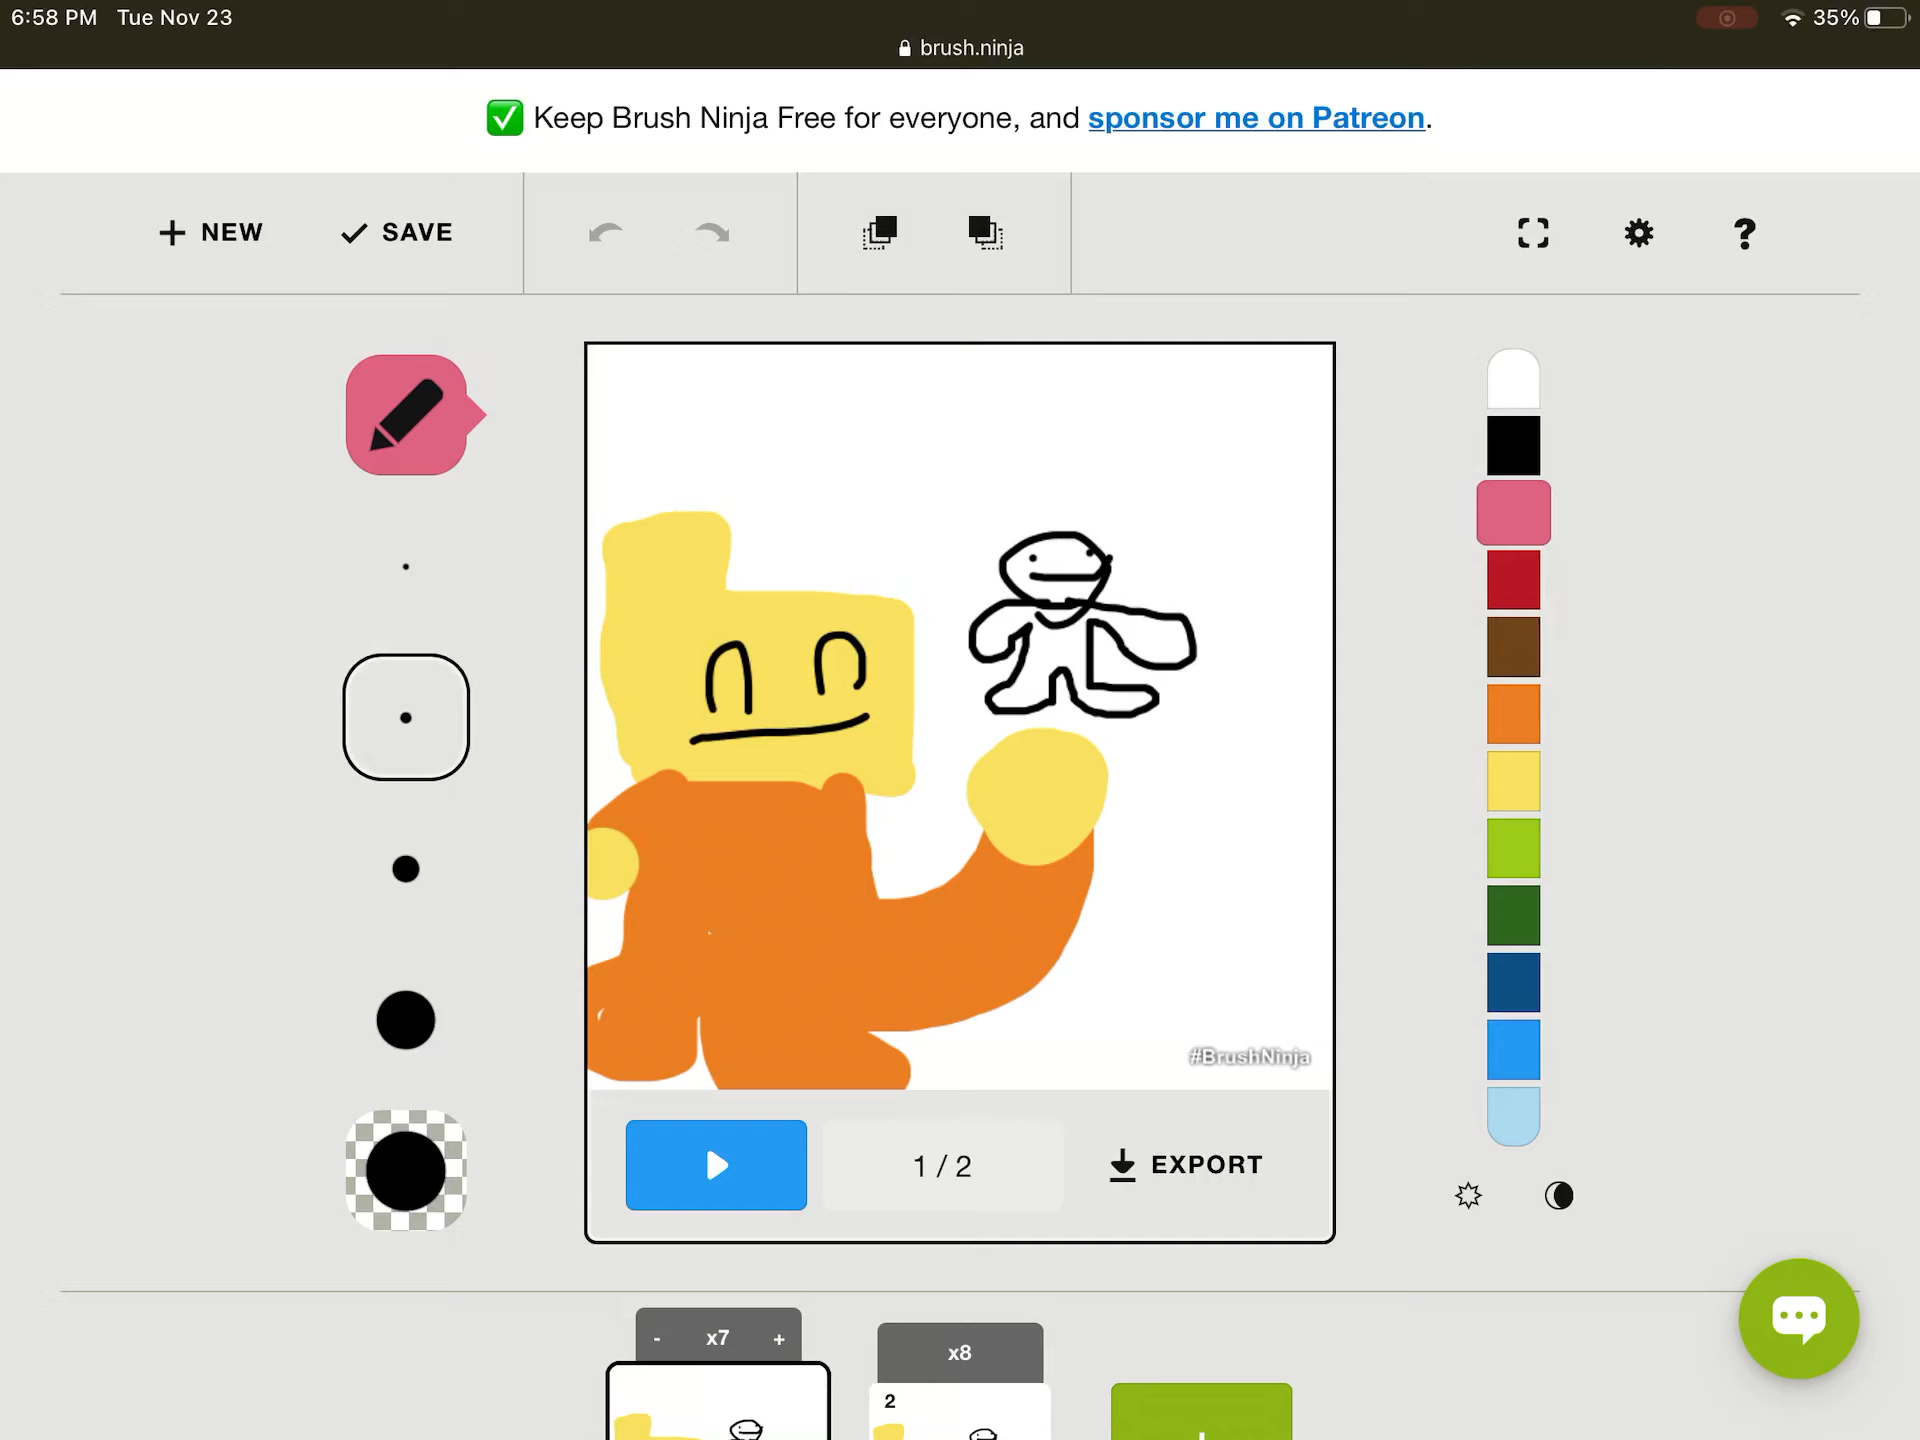 6:58 PM Tue Nov 23
35%
brush.ninja
Keep Brush Ninja Free for everyone, and sponsor me on Patreon.
+ NEW
SAVE
?
#BrushNinja
1 / 2
EXPORT
- x7 +
x8
2